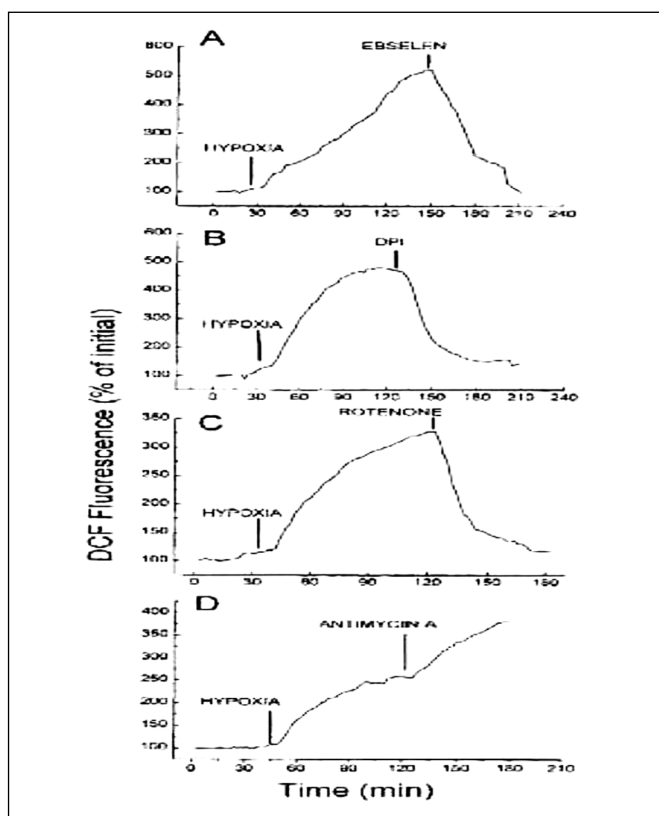 A
EBSELEN
HYPOXIA
600
500
400
300
200
100
0 30 60 90 120 150 180 210 240
B
DPI
HYPOXIA
600
500
400
300
200
100
0 30 60 90 120 150 180 210 240
C
ROTENONE
HYPOXIA
350
300
250
200
150
100
0 30 60 90 120 150 180
D
ANTIMYCIN A
HYPOXIA
400
350
300
250
200
150
100
0 30 60 90 120 150 180 210
DCF Fluorescence (% of initial)
Time (min)